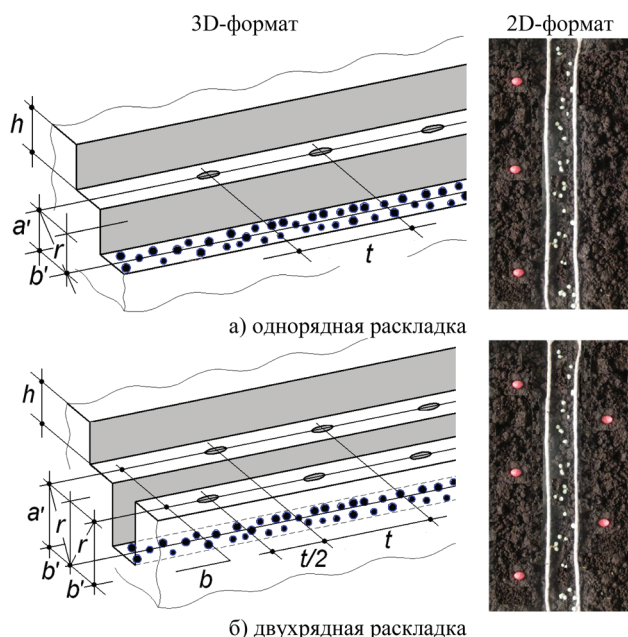 3D-формат
2D-формат
h
a'
r
b'
t
а) однорядная раскладка
h
a'
r
r
b'
b'
b
t/2
t
б) двухрядная раскладка